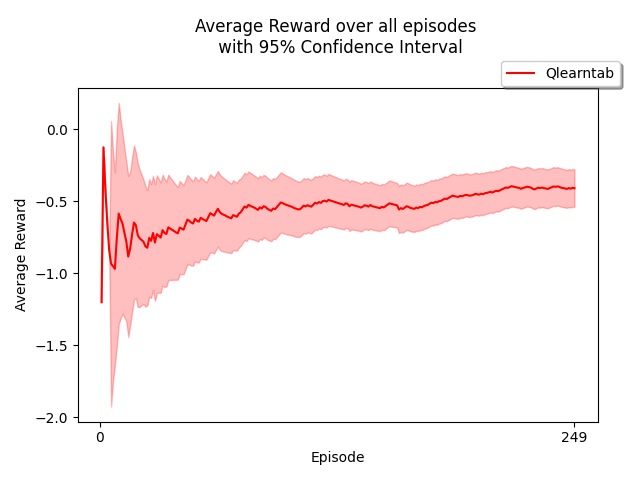 Average Reward over all episodes
with 95% Confidence Interval
Qlearntab
Average Reward
0.0
−0.5
−1.0
−1.5
−2.0
0
249
Episode